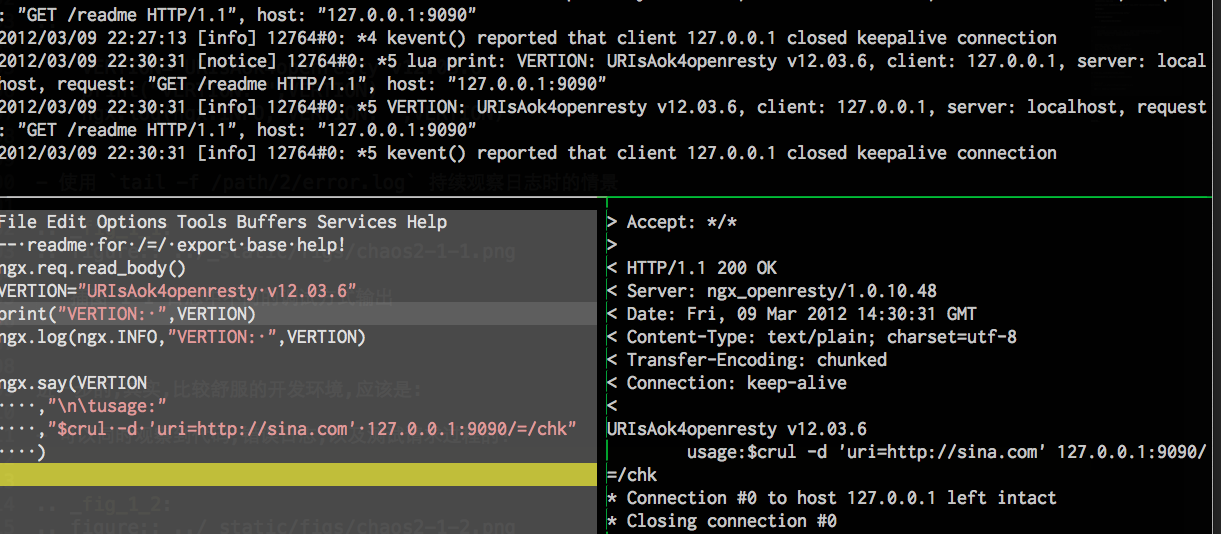 : "GET /readme HTTP/1.1", host: "127.0.0.1:9090"
2012/03/09 22:27:13 [info] 12764#0: *4 kevent() reported that client 127.0.0.1 closed keepalive connection
2012/03/09 22:30:31 [notice] 12764#0: *5 lua print: VERTION: URIsAok4openresty v12.03.6, client: 127.0.0.1, server: local
host, request: "GET /readme HTTP/1.1", host: "127.0.0.1:9090"
2012/03/09 22:30:31 [info] 12764#0: *5 VERTION: URIsAok4openresty v12.03.6, client: 127.0.0.1, server: localhost, request
: "GET /readme HTTP/1.1", host: "127.0.0.1:9090"
2012/03/09 22:30:31 [info] 12764#0: *5 kevent() reported that client 127.0.0.1 closed keepalive connection
– 使用 `tail -f /path/2/error.log` 持续观察日志时的情景
File Edit Options Tools Buffers Services Help
--·readme·for·/=/·export·base·help!
ngx.req.read_body()
VERTION="URIsAok4openresty·v12.03.6"
print("VERTION:·",VERTION)
ngx.log(ngx.INFO,"VERTION:·",VERTION)
ngx.say(VERTION
····,"\n\tusage:"
····,"$crul·-d·'uri=http://sina.com'·127.0.0.1:9090/=/chk"
····)
.. _fig_1_2:
.. figure:: ../_static/figs/chaos2-1-2.png
> Accept: */*
>
< HTTP/1.1 200 OK
< Server: ngx_openresty/1.0.10.48
< Date: Fri, 09 Mar 2012 14:30:31 GMT
< Content-Type: text/plain; charset=utf-8
< Transfer-Encoding: chunked
< Connection: keep-alive
<
URIsAok4openresty v12.03.6
usage:$crul -d 'uri=http://sina.com' 127.0.0.1:9090/
=/chk
* Connection #0 to host 127.0.0.1 left intact
* Closing connection #0